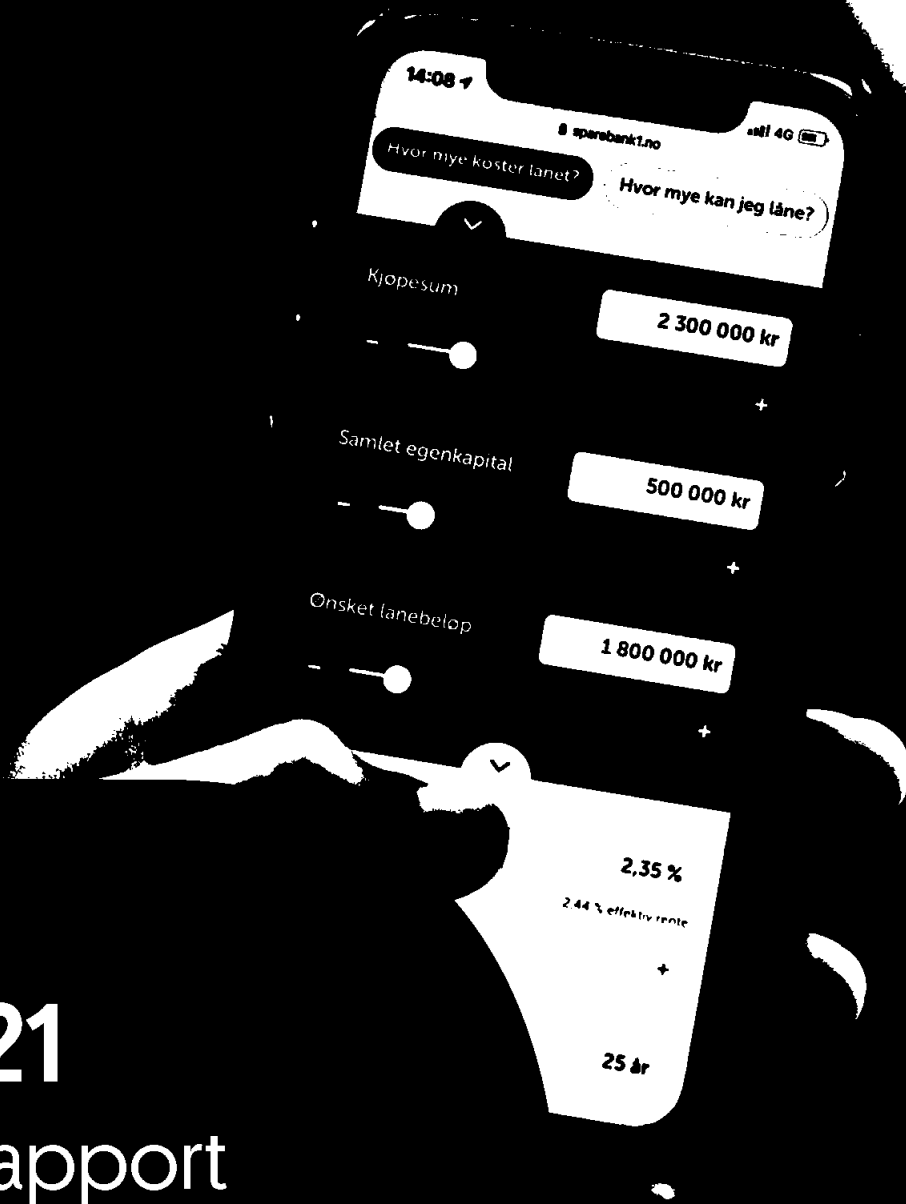 14:08
4G
sparebank1.no
Hvor mye koster lånet?
Hvor mye kan jeg låne?
Kjøpesum
2 300 000 kr
Samlet egenkapital
500 000 kr
Ønsket lånebeløp
1 800 000 kr
2,35 %
2,44 % effektiv rente
25 år
21
apport